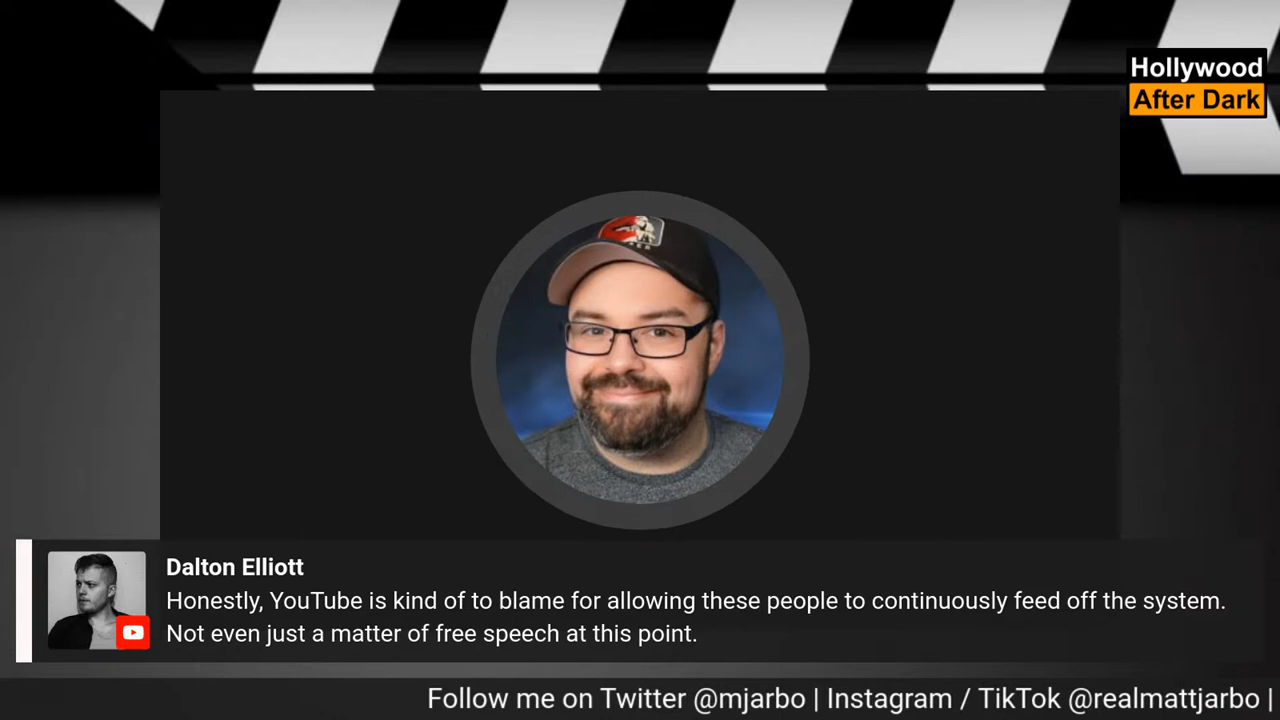 Hollywood
After Dark
Dalton Elliott
Honestly, YouTube is kind of to blame for allowing these people to continuously feed off the system.
Not even just a matter of free speech at this point.
Follow me on Twitter @mjarbo | Instagram / TikTok @realmattjarbo |